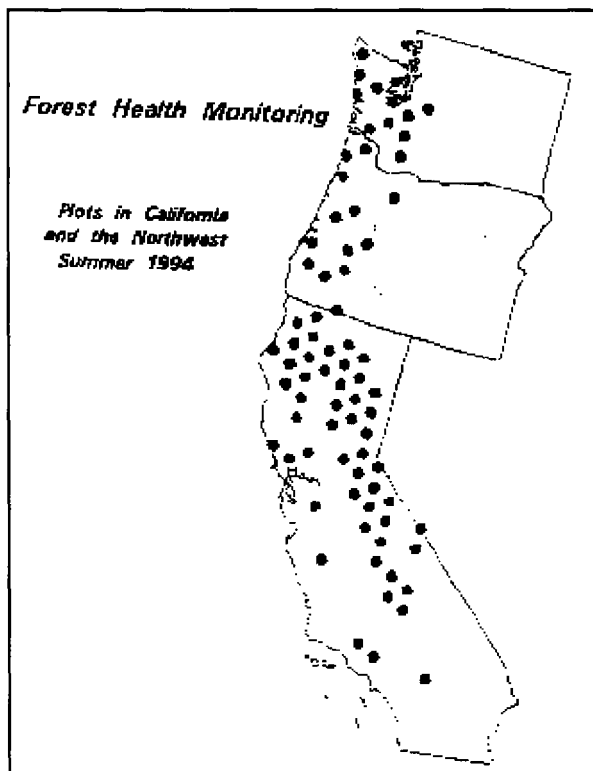 Forest Health Monitoring
Plots in California
and the Northwest
Summer 1994